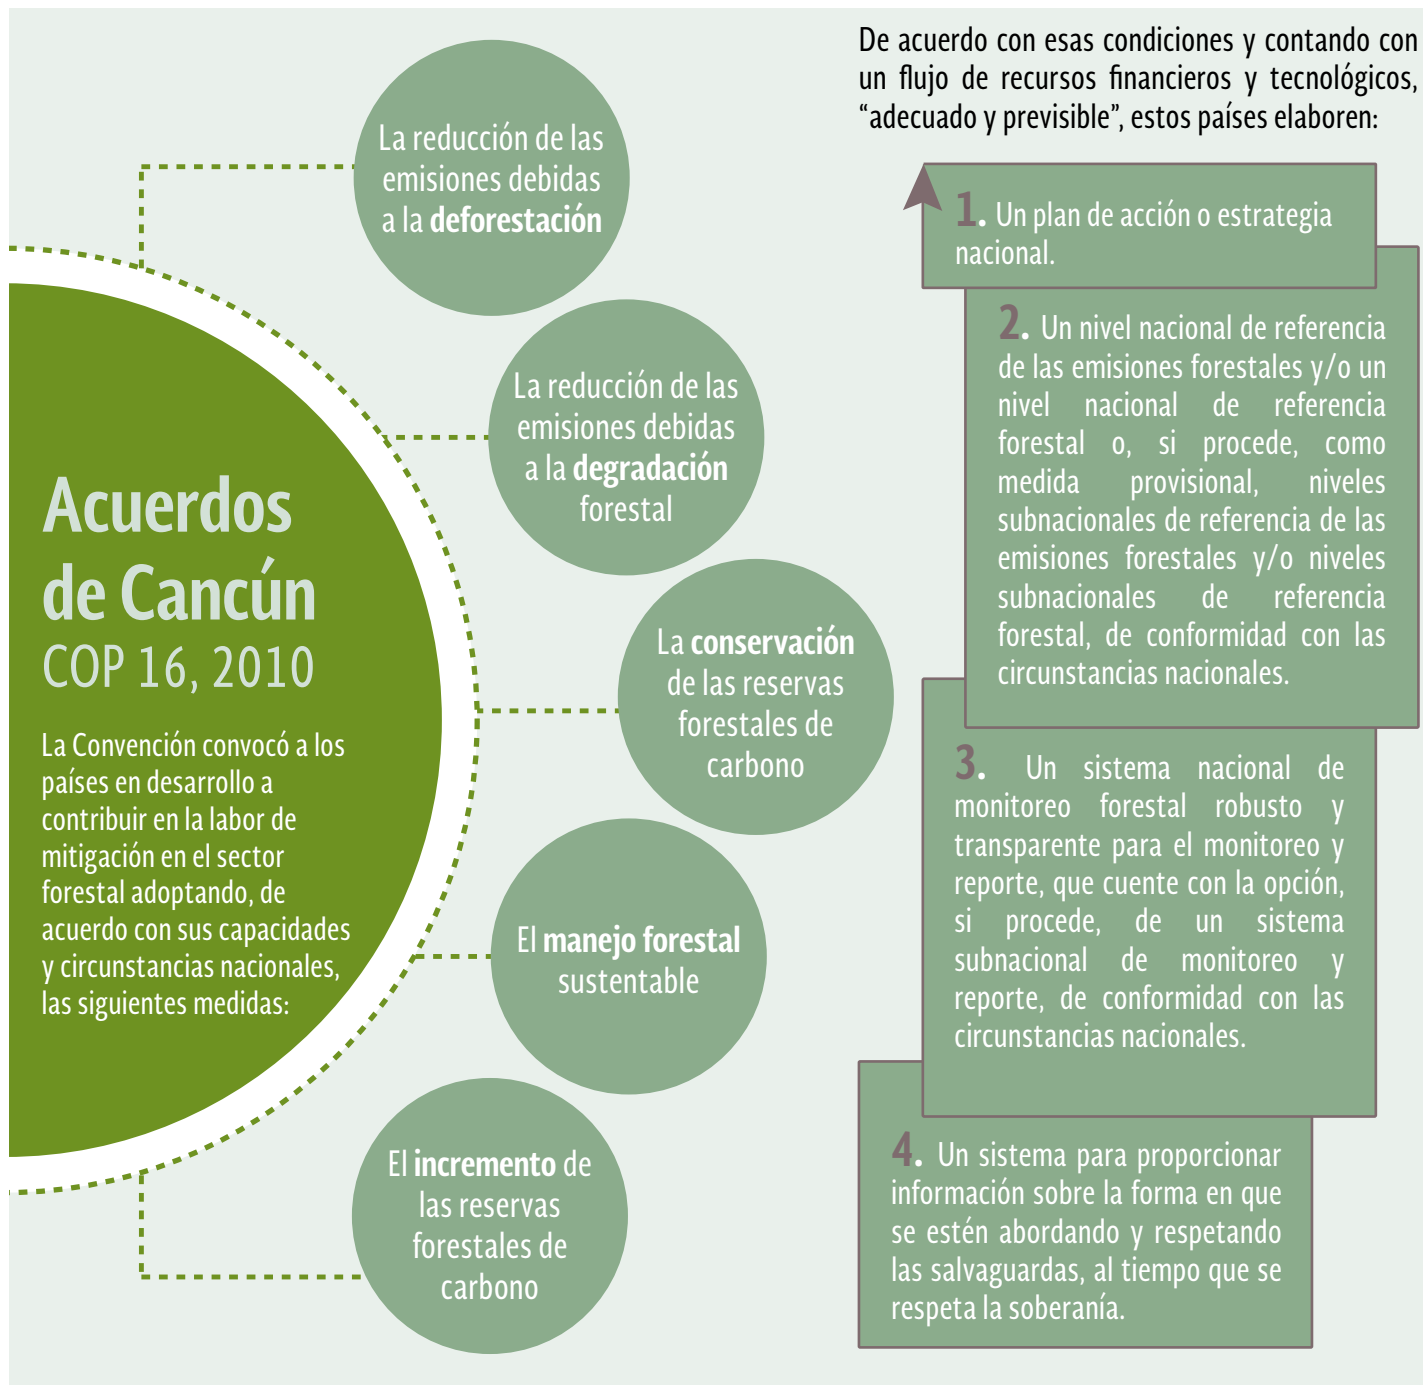 Acuerdos
de Cancún
COP 16, 2010
La Convención convocó a los
países en desarrollo a
contribuir en la labor de
mitigación en el sector
forestal adoptando, de
acuerdo con sus capacidades
y circunstancias nacionales,
las siguientes medidas:
La reducción de las
emisiones debidas
a la deforestación
La reducción de las
emisiones debidas
a la degradación
forestal
La conservación
de las reservas
forestales de
carbono
El manejo forestal
sustentable
El incremento de
las reservas
forestales de
carbono
De acuerdo con esas condiciones y contando con
un flujo de recursos financieros y tecnológicos,
“adecuado y previsible”, estos países elaboren:
1. Un plan de acción o estrategia
nacional.
2. Un nivel nacional de referencia
de las emisiones forestales y/o un
nivel nacional de referencia
forestal o, si procede, como
medida provisional, niveles
subnacionales de referencia de las
emisiones forestales y/o niveles
subnacionales de referencia
forestal, de conformidad con las
circunstancias nacionales.
3. Un sistema nacional de
monitoreo forestal robusto y
transparente para el monitoreo y
reporte, que cuente con la opción,
si procede, de un sistema
subnacional de monitoreo y
reporte, de conformidad con las
circunstancias nacionales.
4. Un sistema para proporcionar
información sobre la forma en que
se estén abordando y respetando
las salvaguardas, al tiempo que se
respeta la soberanía.